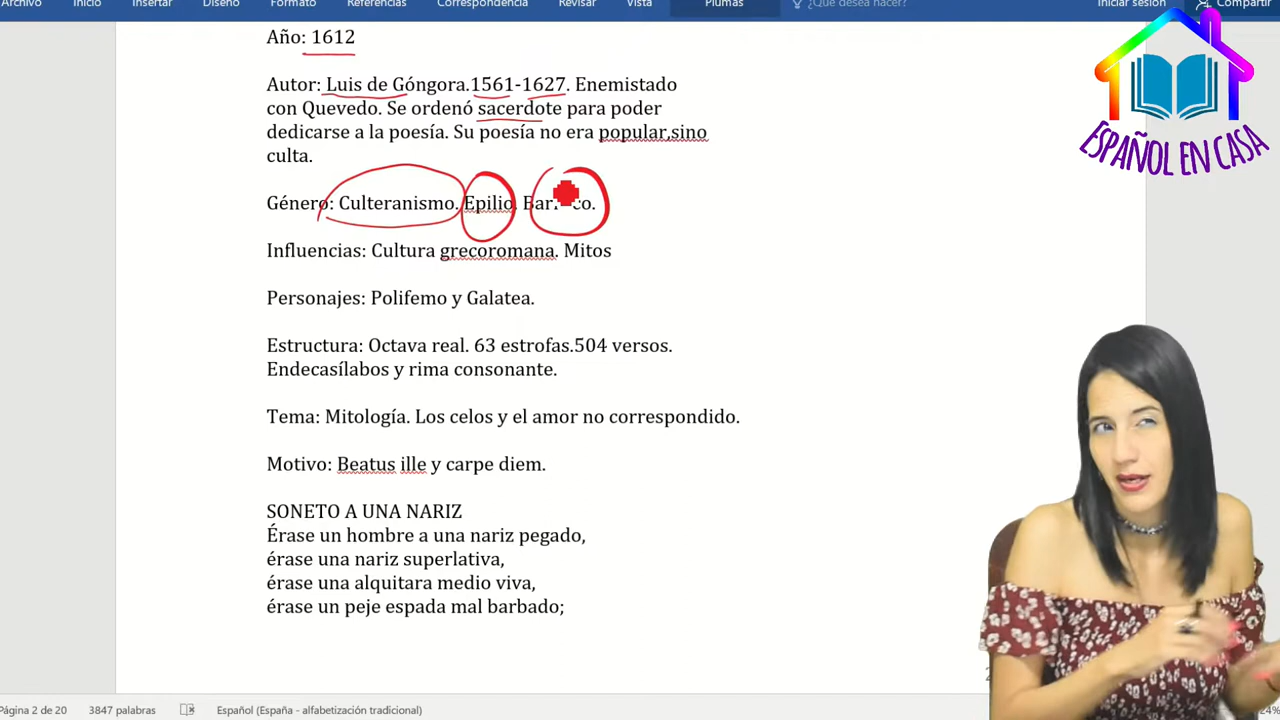 Archivo Inicio Insertar Diseño Formato Referencias Correspondencia Revisar Vista Plumas ¿Qué desea hacer? Iniciar sesión Compartir
Año: 1612
Autor: Luis de Góngora.1561-1627. Enemistado
con Quevedo. Se ordenó sacerdote para poder
dedicarse a la poesía. Su poesía no era popular,sino
culta.
Género: Culteranismo. Epilio.
Influencias: Cultura grecoromana. Mitos
Personajes: Polifemo y Galatea.
Estructura: Octava real. 63 estrofas.504 versos.
Endecasílabos y rima consonante.
Tema: Mitología. Los celos y el amor no correspondido.
Motivo: Beatus ille y carpe diem.
SONETO A UNA NARIZ
Érase un hombre a una nariz pegado,
érase una nariz superlativa,
érase una alquitara medio viva,
érase un peje espada mal barbado;
ESPAÑOL EN CASA
Página 2 de 20 3847 palabras Español (España - alfabetización tradicional)